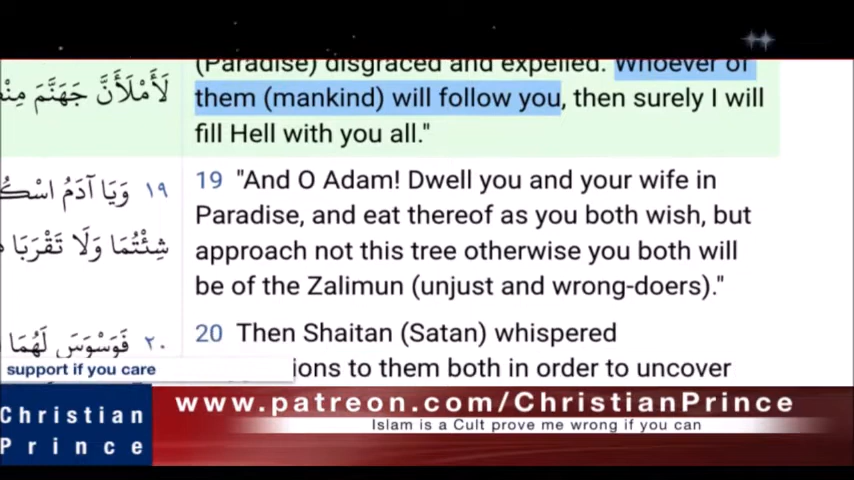 (Paradise) disgraced and expelled. Whoever of
لَأَمْلَأَنَّ جَهَنَّمَ
them (mankind) will follow you, then surely I will
fill Hell with you all."
١٩ وَيَا آدَمُ
19 "And O Adam! Dwell you and your wife in
Paradise, and eat thereof as you both wish, but
شِئْتُمَا وَلَا تَقْرَبَا
approach not this tree otherwise you both will
be of the Zalimun (unjust and wrong-doers)."
٢٠ فَوَسْوَسَ لَهُمَا
20 Then Shaitan (Satan) whispered
ions to them both in order to uncover
support if you care
Christian
Prince
www.patreon.com/ChristianPrince
Islam is a Cult prove me wrong if you can